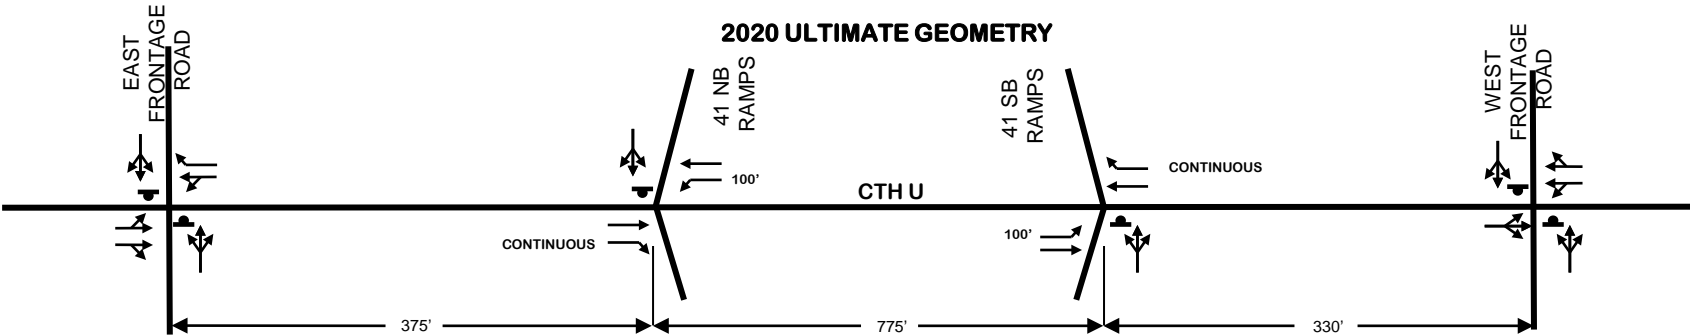 2020 ULTIMATE GEOMETRY
EAST
FRONTAGE
ROAD
41 NB
RAMPS
41 SB
RAMPS
WEST
FRONTAGE
ROAD
CONTINUOUS
100’
CTH U
100’
CONTINUOUS
375’
775’
330’